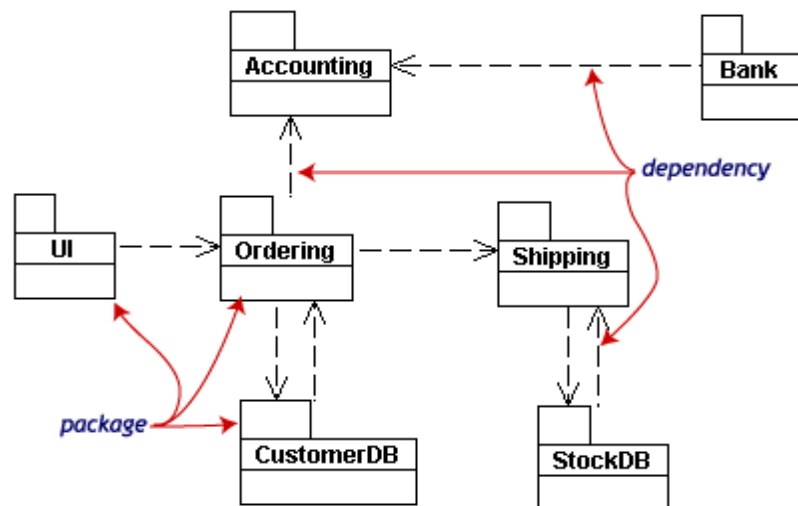 Accounting
Bank
dependency
UI
Ordering
Shipping
package
CustomerDB
StockDB